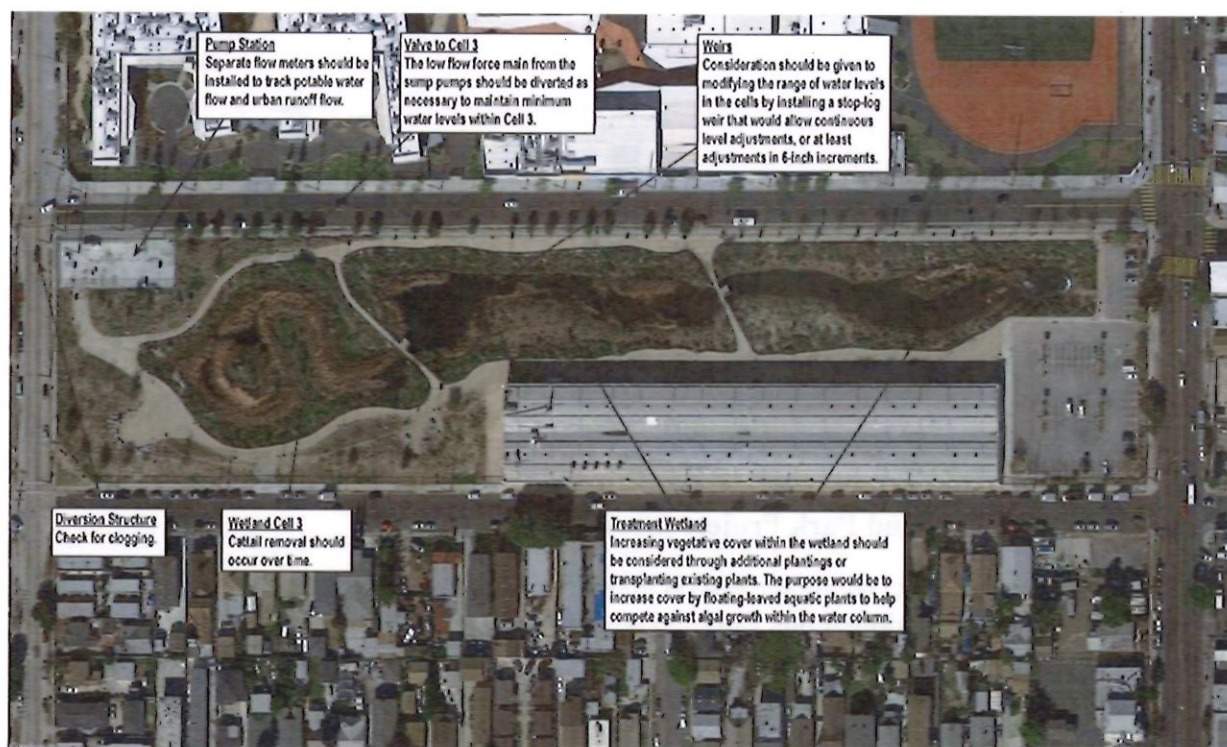 Pump Station
Separate flow meters should be
installed to track potable water
flow and urban runoff flow.
Valve to Cell 3
The low flow force main from the
sump pumps should be diverted as
necessary to maintain minimum
water levels within Cell 3.
Weirs
Consideration should be given to
modifying the range of water levels
in the cells by installing a stop-log
weir that would allow continuous
level adjustments, or at least
adjustments in 6-inch increments.
Diversion Structure
Check for clogging.
Wetland Cell 3
Cattail removal should
occur over time.
Treatment Wetland
Increasing vegetative cover within the wetland should
be considered through additional plantings or
transplanting existing plants. The purpose would be to
increase cover by floating-leaved aquatic plants to help
compete against algal growth within the water column.